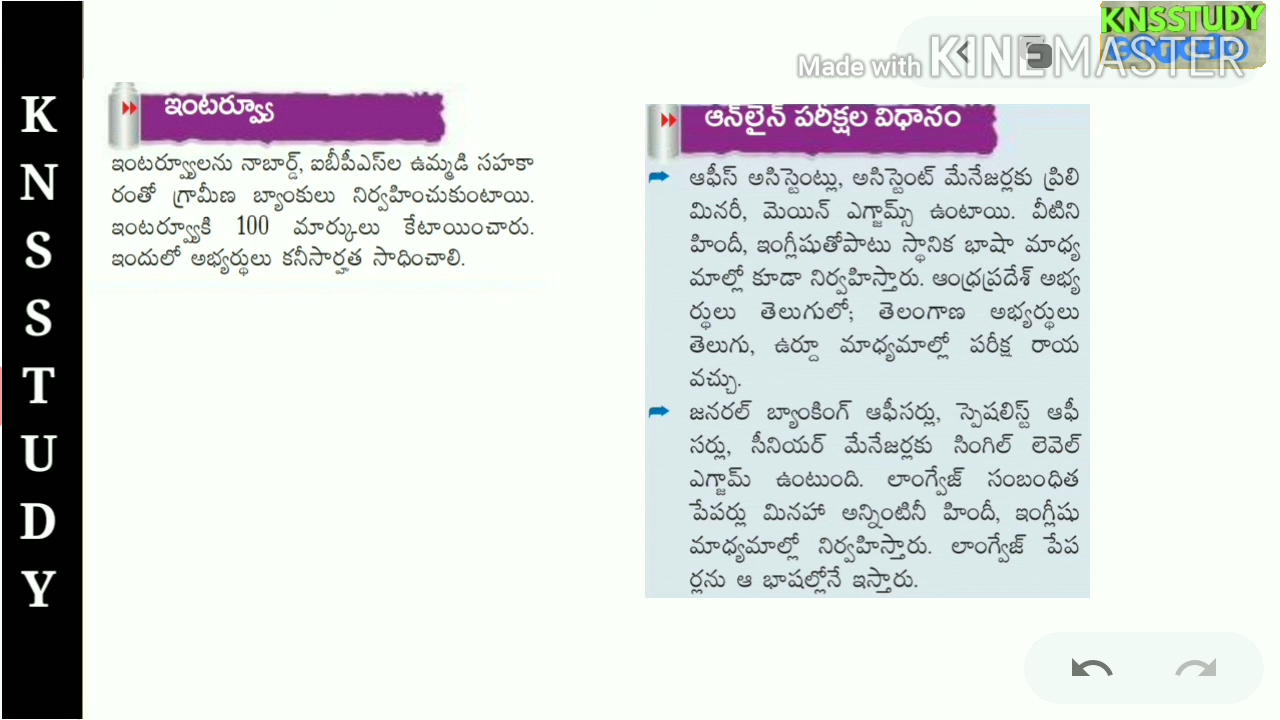 K
N
S
S
T
U
D
Y
KNSSTUDY
Made with KINEMASTER
ఇంటర్వ్యూ
ఇంటర్వ్యూలను నాబార్డ్, ఐబీపీఎస్‌ల ఉమ్మడి సహకా
రంతో గ్రామీణ బ్యాంకులు నిర్వహించుకుంటాయి.
ఇంటర్వ్యూకి 100 మార్కులు కేటాయించారు.
ఇందులో అభ్యర్థులు కనీసార్హత సాధించాలి.
ఆన్‌లైన్ పరీక్షల విధానం
ఆఫీస్ అసిస్టెంట్లు, అసిస్టెంట్ మేనేజర్లకు ప్రిలి
మినరీ, మెయిన్ ఎగ్జామ్స్ ఉంటాయి. వీటిని
హిందీ, ఇంగ్లీషుతోపాటు స్థానిక భాషా మాధ్య
మాల్లో కూడా నిర్వహిస్తారు. ఆంధ్రప్రదేశ్ అభ్య
ర్థులు తెలుగులో; తెలంగాణ అభ్యర్థులు
తెలుగు, ఉర్దూ మాధ్యమాల్లో పరీక్ష రాయ
వచ్చు.
జనరల్ బ్యాంకింగ్ ఆఫీసర్లు, స్పెషలిస్ట్ ఆఫీ
సర్లు, సీనియర్ మేనేజర్లకు సింగిల్ లెవెల్
ఎగ్జామ్ ఉంటుంది. లాంగ్వేజ్ సంబంధిత
పేపర్లు మినహా అన్నింటినీ హిందీ, ఇంగ్లీషు
మాధ్యమాల్లో నిర్వహిస్తారు. లాంగ్వేజ్ పేప
ర్లను ఆ భాషల్లోనే ఇస్తారు.